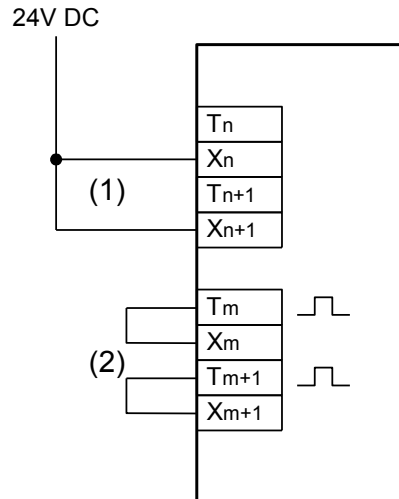 24V DC
Tn
Xn
(1)
Tn+1
Xn+1
Tm
Xm
(2)
Tm+1
Xm+1